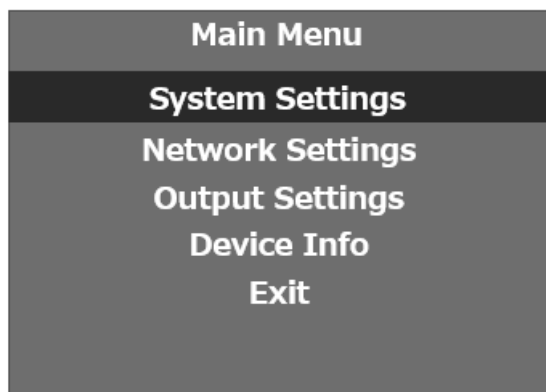 Main Menu
System Settings
Network Settings
Output Settings
Device Info
Exit